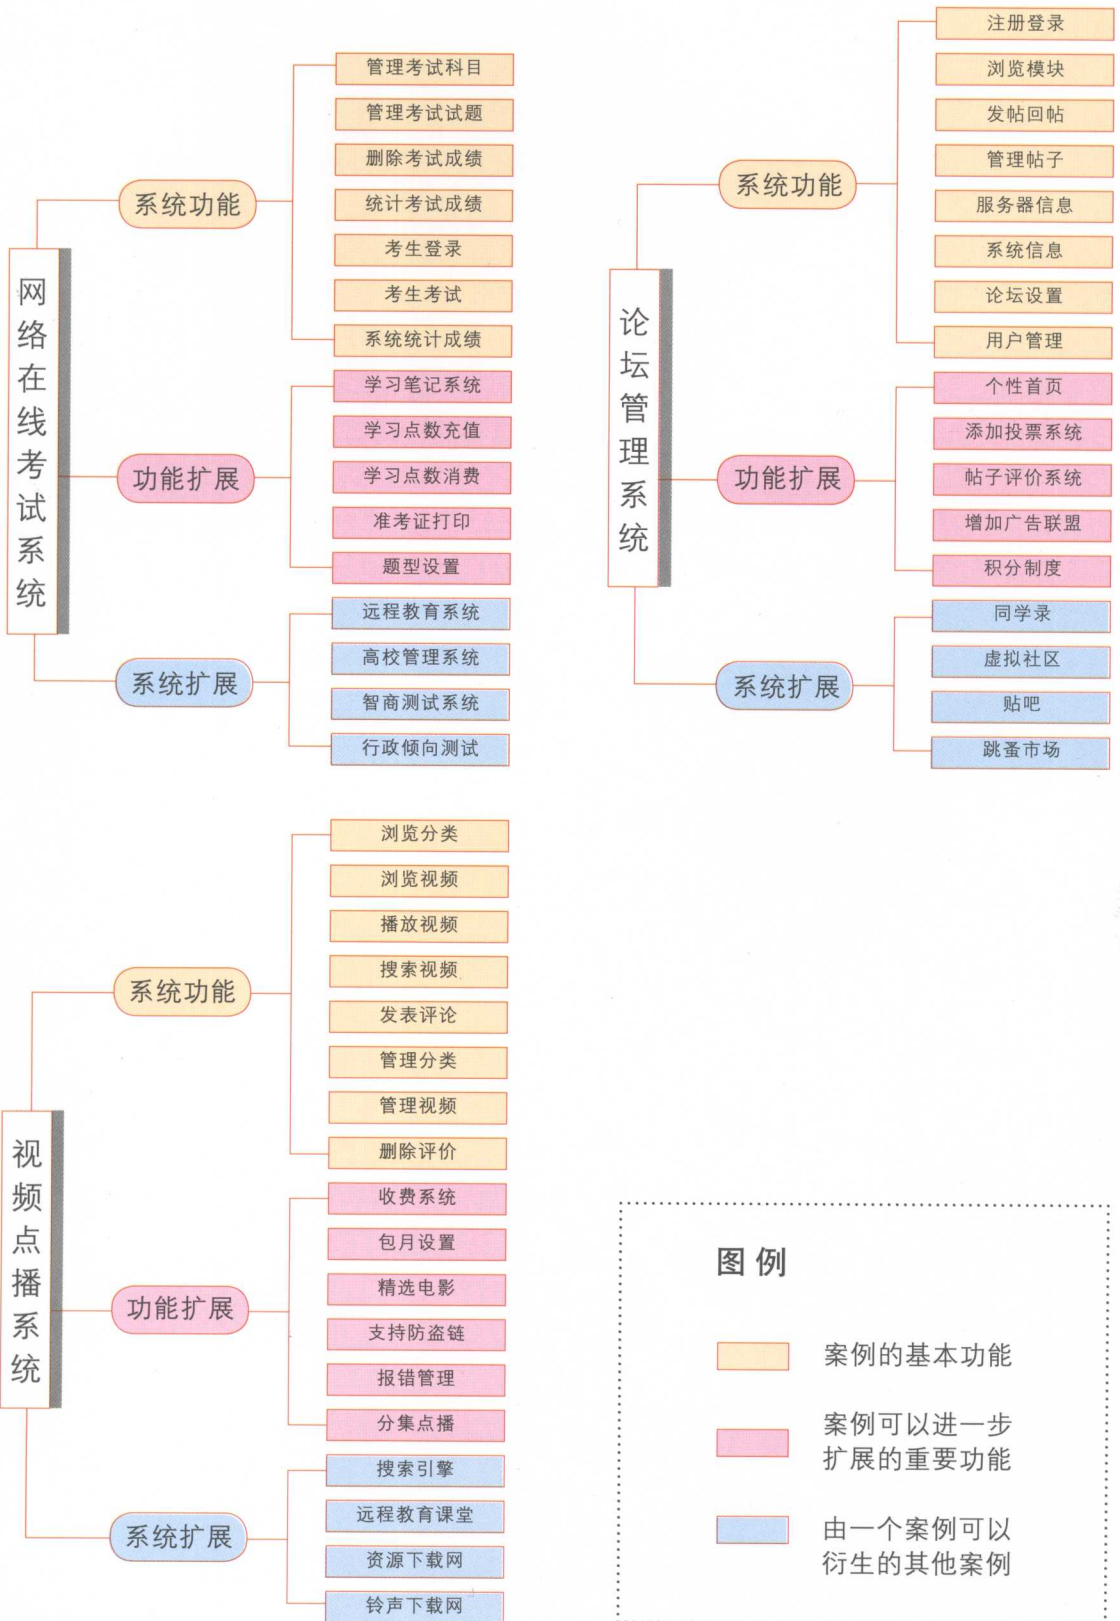 网络在线考试系统
系统功能
管理考试科目
管理考试试题
删除考试成绩
统计考试成绩
考生登录
考生考试
系统统计成绩
功能扩展
学习笔记系统
学习点数充值
学习点数消费
准考证打印
题型设置
系统扩展
远程教育系统
高校管理系统
智商测试系统
行政倾向测试
论坛管理系统
系统功能
注册登录
浏览模块
发帖回帖
管理帖子
服务器信息
系统信息
论坛设置
用户管理
功能扩展
个性首页
添加投票系统
帖子评价系统
增加广告联盟
积分制度
系统扩展
同学录
虚拟社区
贴吧
跳蚤市场
视频点播系统
系统功能
浏览分类
浏览视频
播放视频
搜索视频
发表评论
管理分类
管理视频
删除评价
功能扩展
收费系统
包月设置
精选电影
支持防盗链
报错管理
分集点播
系统扩展
搜索引擎
远程教育课堂
资源下载网
铃声下载网
图例
案例的基本功能
案例可以进一步
扩展的重要功能
由一个案例可以
衍生的其他案例